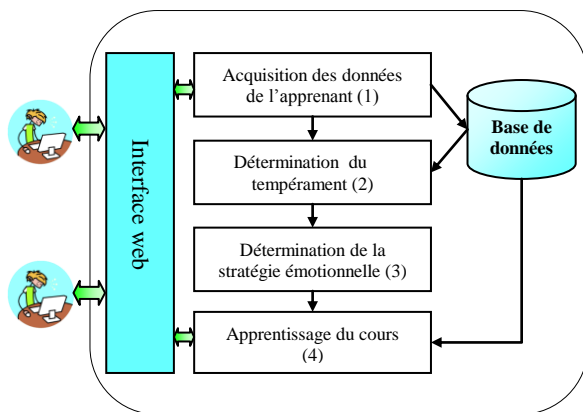 Interface web
Acquisition des données
de l'apprenant (1)
Détermination du
tempérament (2)
Détermination de la
stratégie émotionnelle (3)
Apprentissage du cours
(4)
Base de
données